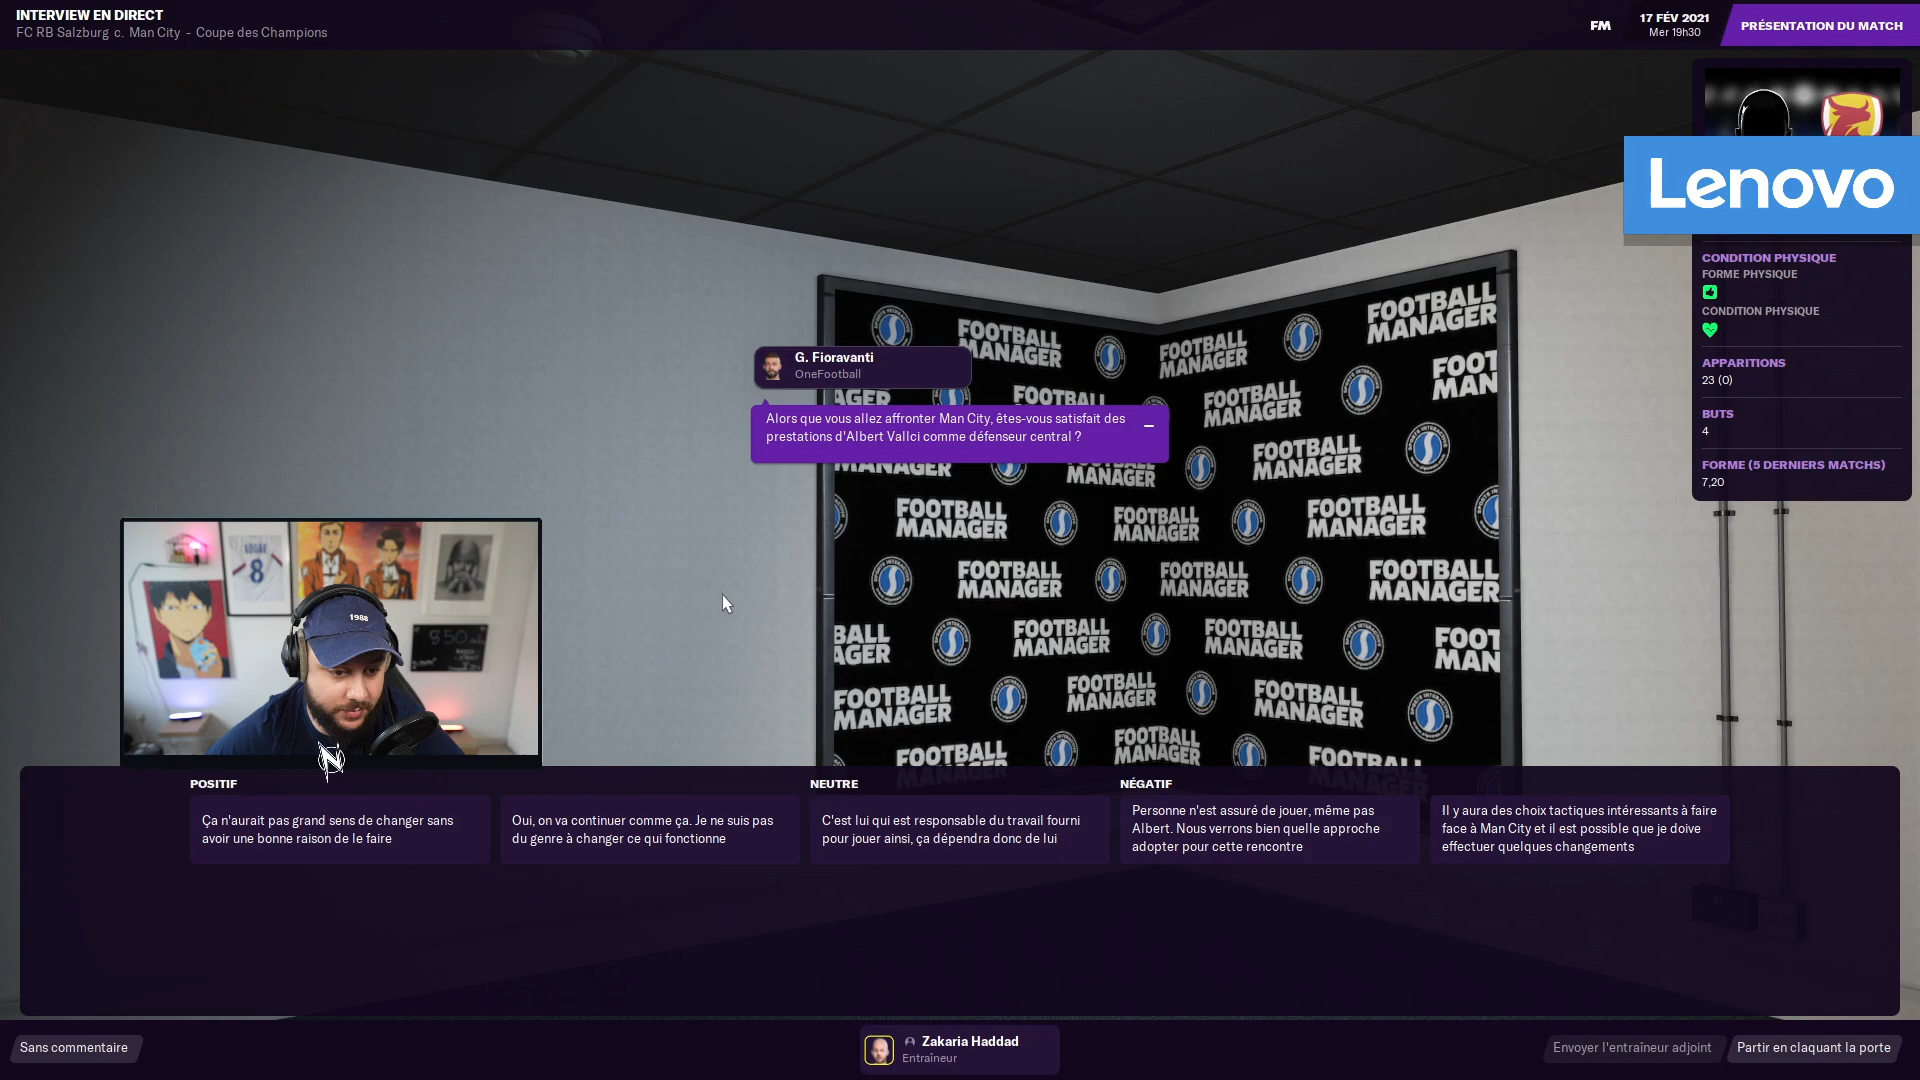 INTERVIEW EN DIRECT
FC RB Salzburg c. Man City - Coupe des Champions
FM
17 FÉV 2021
Mer 19h30
PRÉSENTATION DU MATCH
Lenovo
CONDITION PHYSIQUE
FORME PHYSIQUE
CONDITION PHYSIQUE
APPARITIONS
23 (0)
BUTS
4
FORME (5 DERNIERS MATCHS)
7,20
G. Fioravanti
OneFootball
Alors que vous allez affronter Man City, êtes-vous satisfait des
prestations d'Albert Vallci comme défenseur central ?
FOOTBALL
MANAGER
8
1988
850
POSITIF
NEUTRE
NÉGATIF
Ça n'aurait pas grand sens de changer sans
avoir une bonne raison de le faire
Oui, on va continuer comme ça. Je ne suis pas
du genre à changer ce qui fonctionne
C'est lui qui est responsable du travail fourni
pour jouer ainsi, ça dépendra donc de lui
Personne n'est assuré de jouer, même pas
Albert. Nous verrons bien quelle approche
adopter pour cette rencontre
Il y aura des choix tactiques intéressants à faire
face à Man City et il est possible que je doive
effectuer quelques changements
Sans commentaire
Zakaria Haddad
Entraîneur
Envoyer l'entraîneur adjoint
Partir en claquant la porte